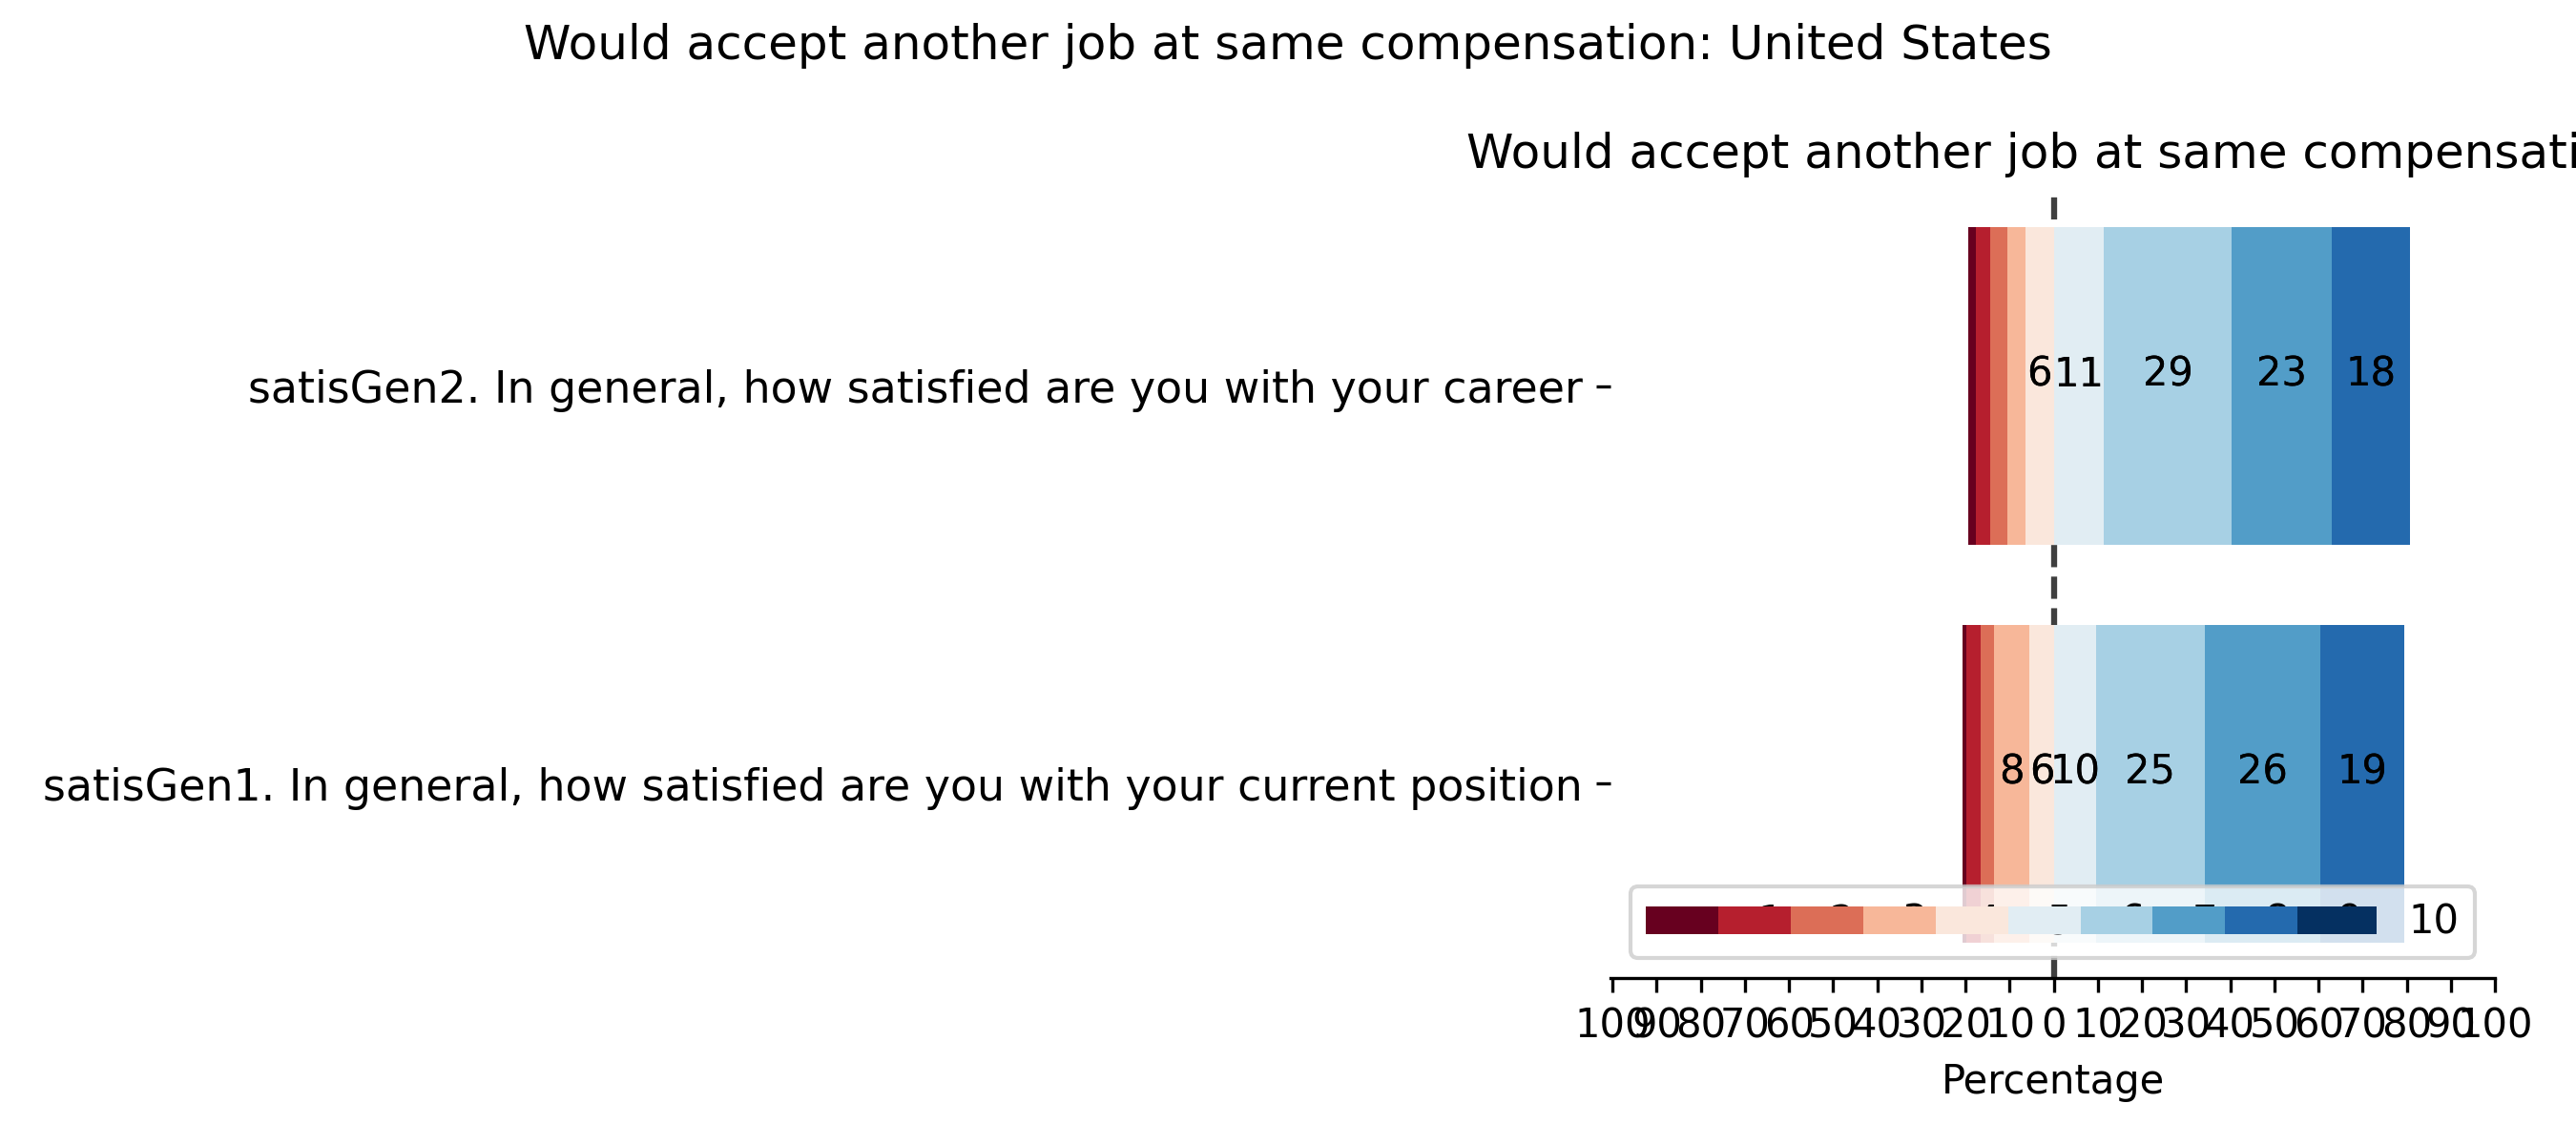 Would accept another job at same compensation: United States
Would accept another job at same compensati
satisGen2. In general, how satisfied are you with your career
6 11 29 23 18
satisGen1. In general, how satisfied are you with your current position
8 6 10 25 26 19
10
100 90 80 70 60 50 40 30 20 10 0 10 20 30 40 50 60 70 80 90 100
Percentage